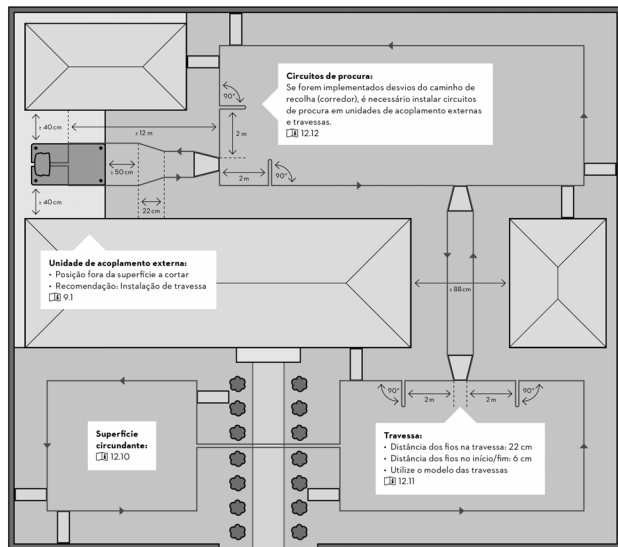 Circuitos de procura:
Se forem implementados desvios do caminho de
recolha (corredor), é necessário instalar circuitos
de procura em unidades de acoplamento externas
e travessas.
12.12
90°
≥ 40 cm
≥ 12 m
2 m
≥ 50 cm
2 m
90°
≥ 40 cm
22 cm
Unidade de acoplamento externa:
• Posição fora da superfície a cortar
• Recomendação: Instalação de travessa
9.1
≥ 88 cm
90°
2 m
2 m
90°
Superfície
circundante:
12.10
Travessa:
• Distância dos fios na travessa: 22 cm
• Distância dos fios no início/fim: 6 cm
• Utilize o modelo das travessas
12.11